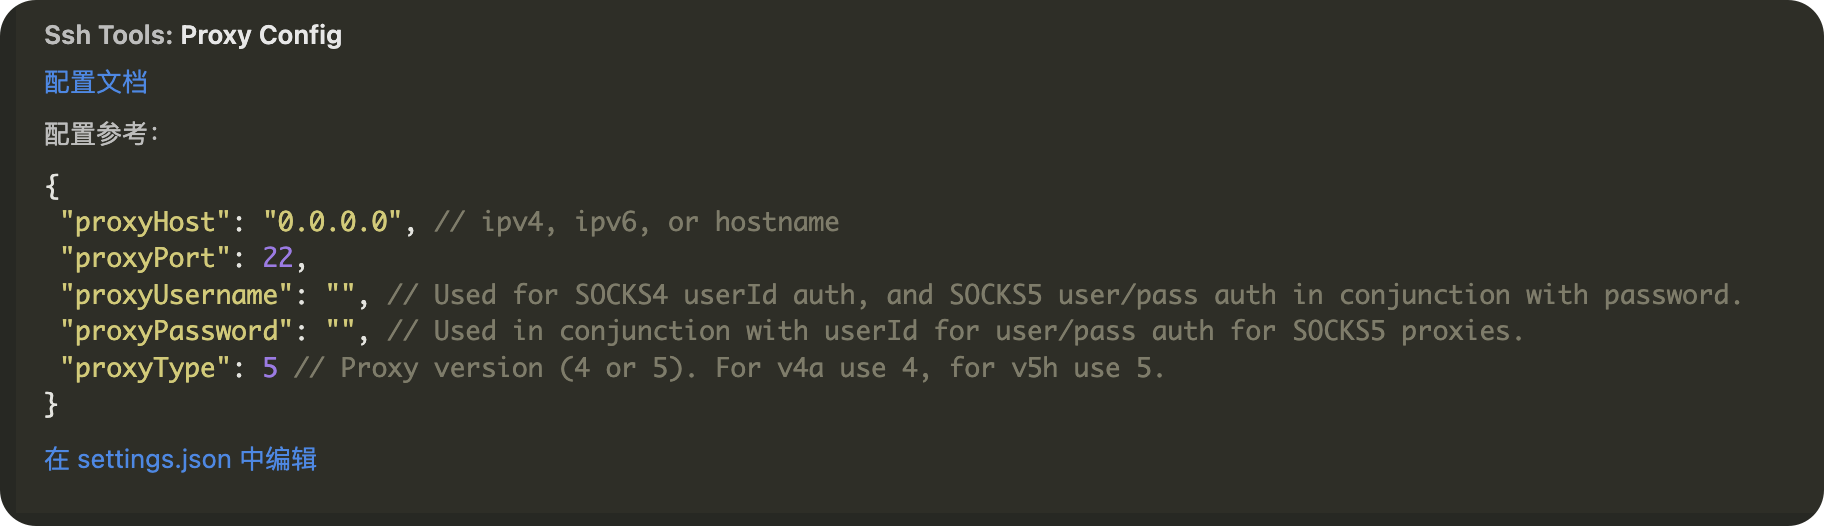 Ssh Tools: Proxy Config
配置文档
配置参考：
{
 "proxyHost": "0.0.0.0", // ipv4, ipv6, or hostname
 "proxyPort": 22,
 "proxyUsername": "", // Used for SOCKS4 userId auth, and SOCKS5 user/pass auth in conjunction with password.
 "proxyPassword": "", // Used in conjunction with userId for user/pass auth for SOCKS5 proxies.
 "proxyType": 5 // Proxy version (4 or 5). For v4a use 4, for v5h use 5.
}
在 settings.json 中编辑